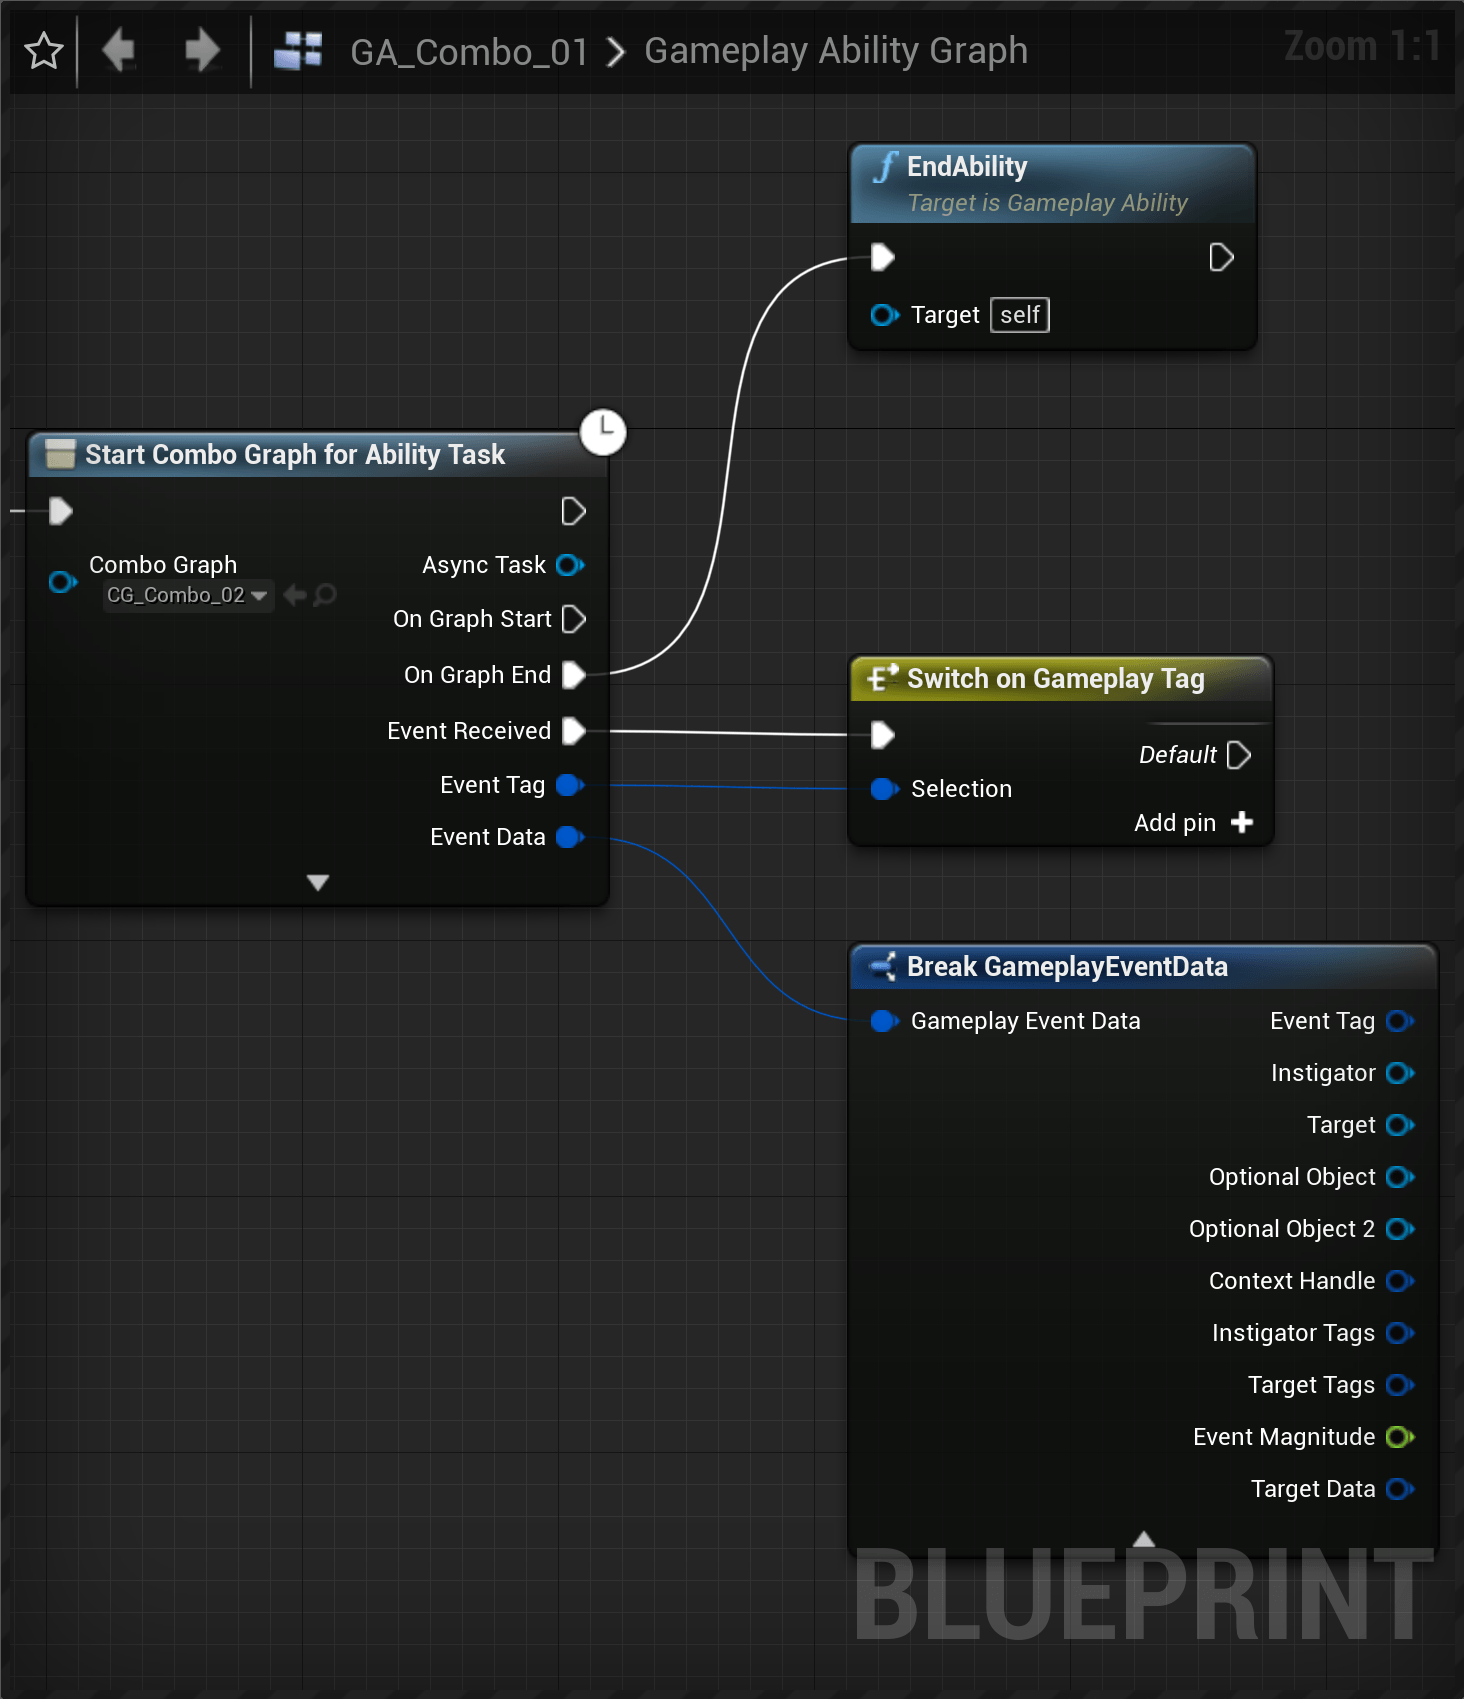 GA_Combo_01 > Gameplay Ability Graph
Zoom 1:1
EndAbility
Target is Gameplay Ability
Target self
Start Combo Graph for Ability Task
Combo Graph
CG_Combo_02
Async Task
On Graph Start
On Graph End
Event Received
Event Tag
Event Data
Switch on Gameplay Tag
Default
Selection
Add pin
Break GameplayEventData
Gameplay Event Data
Event Tag
Instigator
Target
Optional Object
Optional Object 2
Context Handle
Instigator Tags
Target Tags
Event Magnitude
Target Data
BLUEPRINT